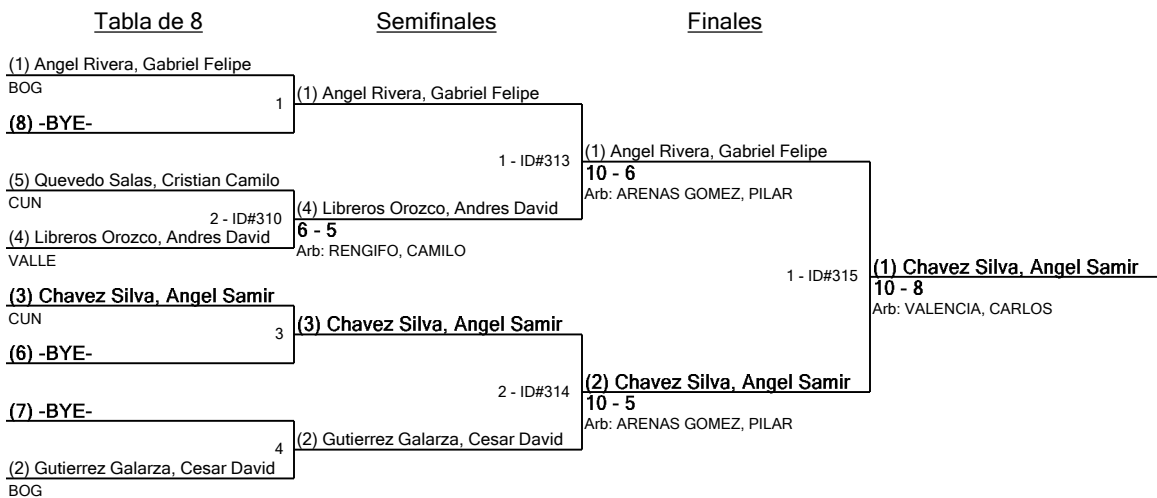 Tabla de 8
Semifinales
Finales
(1) Angel Rivera, Gabriel Felipe
BOG
1
(8) -BYE-
(1) Angel Rivera, Gabriel Felipe
(5) Quevedo Salas, Cristian Camilo
CUN
2 - ID#310
(4) Libreros Orozco, Andres David
VALLE
(4) Libreros Orozco, Andres David
6 - 5
Arb: RENGIFO, CAMILO
1 - ID#313
(1) Angel Rivera, Gabriel Felipe
10 - 6
Arb: ARENAS GOMEZ, PILAR
(3) Chavez Silva, Angel Samir
CUN
3
(6) -BYE-
(3) Chavez Silva, Angel Samir
(7) -BYE-
4
(2) Gutierrez Galarza, Cesar David
BOG
(2) Gutierrez Galarza, Cesar David
2 - ID#314
(2) Chavez Silva, Angel Samir
10 - 5
Arb: ARENAS GOMEZ, PILAR
1 - ID#315
(1) Chavez Silva, Angel Samir
10 - 8
Arb: VALENCIA, CARLOS